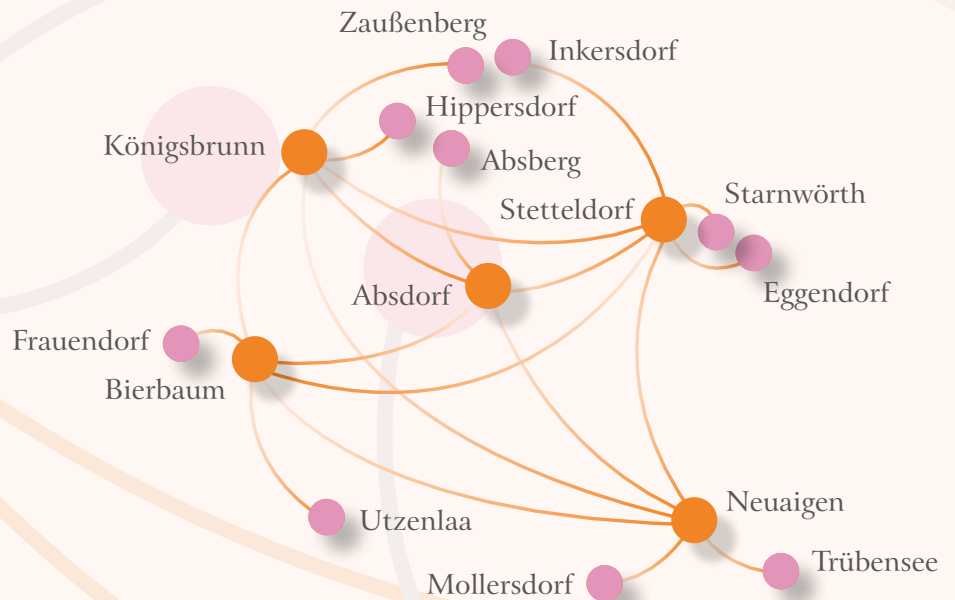 Zaußenberg
Inkersdorf
Hippersdorf
Königsbrunn
Absberg
Starnwörth
Stetteldorf
Absdorf
Eggendorf
Frauendorf
Bierbaum
Neuaigen
Utzenlaa
Trübensee
Mollersdorf